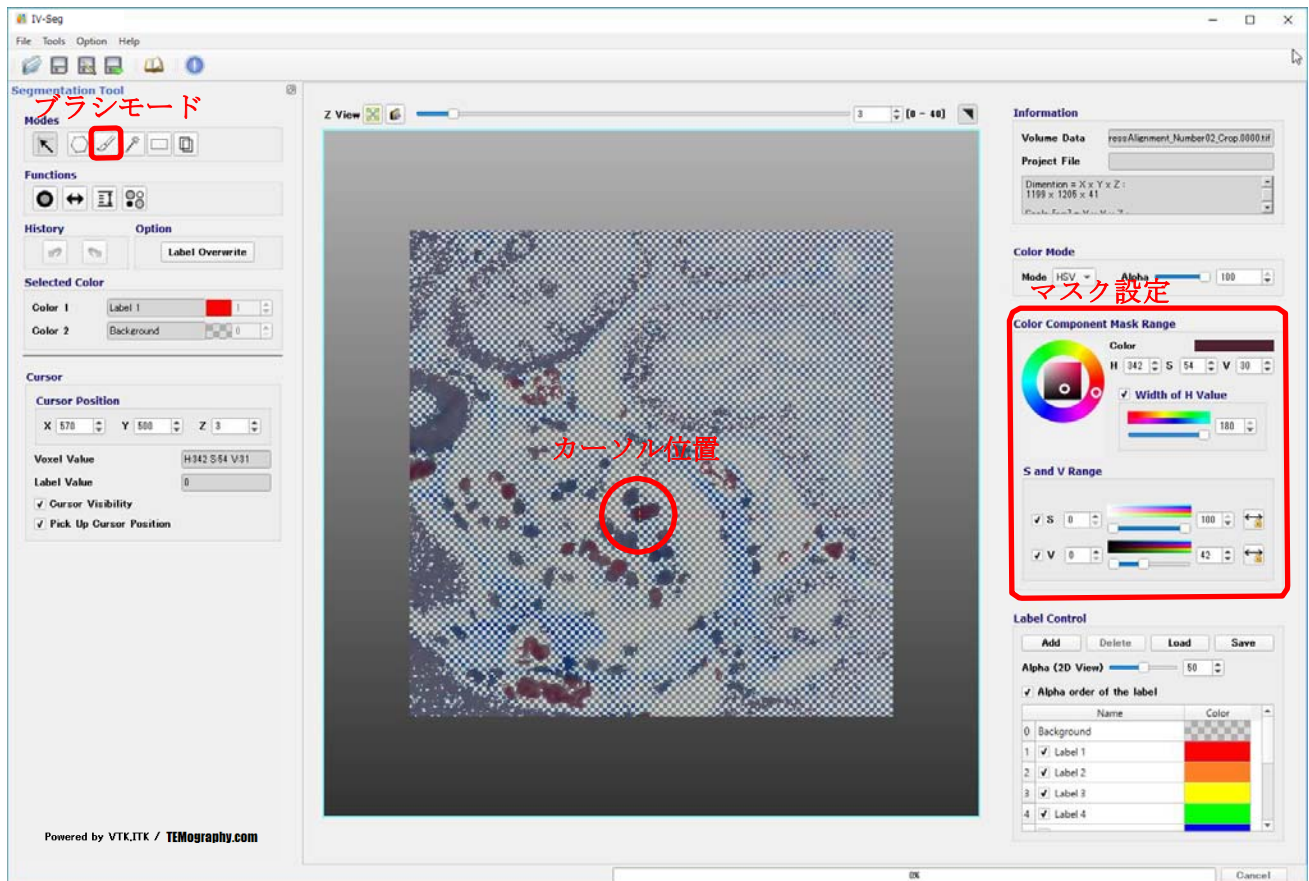 IV-Seg
File Tools Option Help
Segmentation Tool
ブラシモード
Modes
Functions
History Option
Label Overwrite
Selected Color
Color 1 Label 1 1
Color 2 Background 0
Cursor
Cursor Position
X 570 Y 500 Z 3
Voxel Value H:342 S:54 V:31
Label Value 0
Cursor Visibility
Pick Up Cursor Position
Powered by VTK,ITK / TEMography.com
Z View 3 [0 - 40]
カーソル位置
Information
Volume Data ressAlignment_Number02_Crop.0000.tif
Project File
Dimention = X x Y x Z :
1199 x 1206 x 41
Color Mode
Mode HSV Alpha 100
マスク設定
Color Component Mask Range
Color
H 342 S 54 V 30
Width of H Value
180
S and V Range
S 0 100
V 0 42
Label Control
Add Delete Load Save
Alpha (2D View) 50
Alpha order of the label
Name Color
0 Background
1 Label 1
2 Label 2
3 Label 3
4 Label 4
0% Cancel